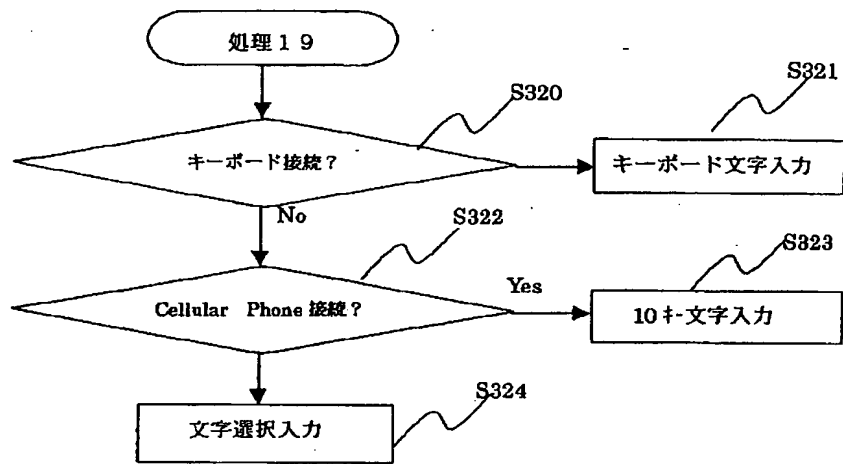 処理19
S320
S321
キーボード接続？
キーボード文字入力
No
S322
S323
Cellular Phone 接続？
Yes
10キー文字入力
S324
文字選択入力